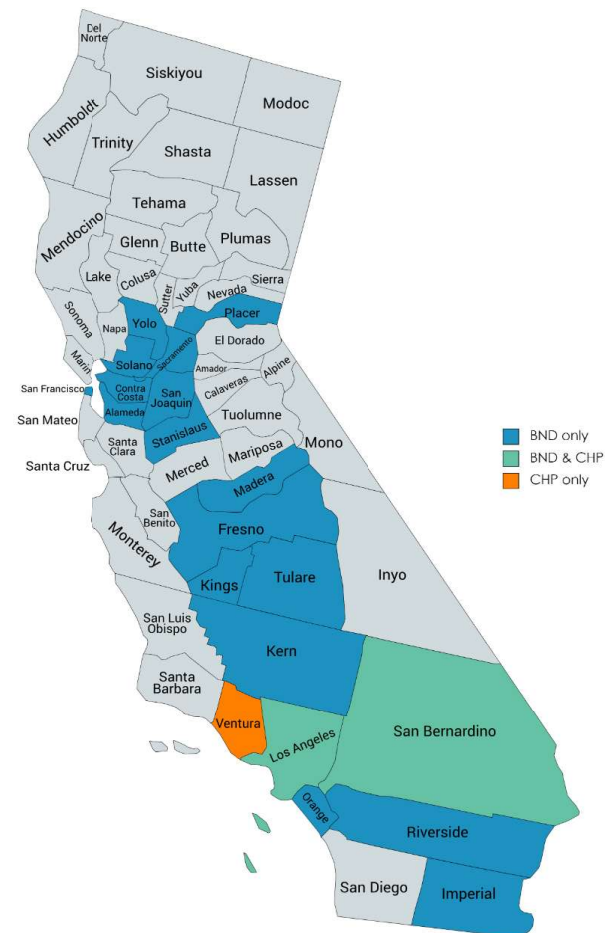 Del
Norte
Siskiyou
Modoc
Humboldt
Trinity
Shasta
Lassen
Tehama
Mendocino
Glenn
Butte
Plumas
Lake
Colusa
Sutter
Yuba
Nevada
Sierra
Placer
Sonoma
Napa
Yolo
Sacramento
El Dorado
Marin
Solano
Amador
Alpine
San Francisco
Contra
Costa
San
Joaquin
Calaveras
Alameda
Tuolumne
San Mateo
Stanislaus
Mono
Santa
Clara
Santa Cruz
Merced
Mariposa
Madera
San
Benito
Fresno
Monterey
Kings
Tulare
Inyo
San Luis
Obispo
Kern
Santa
Barbara
Ventura
Los Angeles
San Bernardino
Orange
Riverside
San Diego
Imperial
BND only
BND & CHP
CHP only